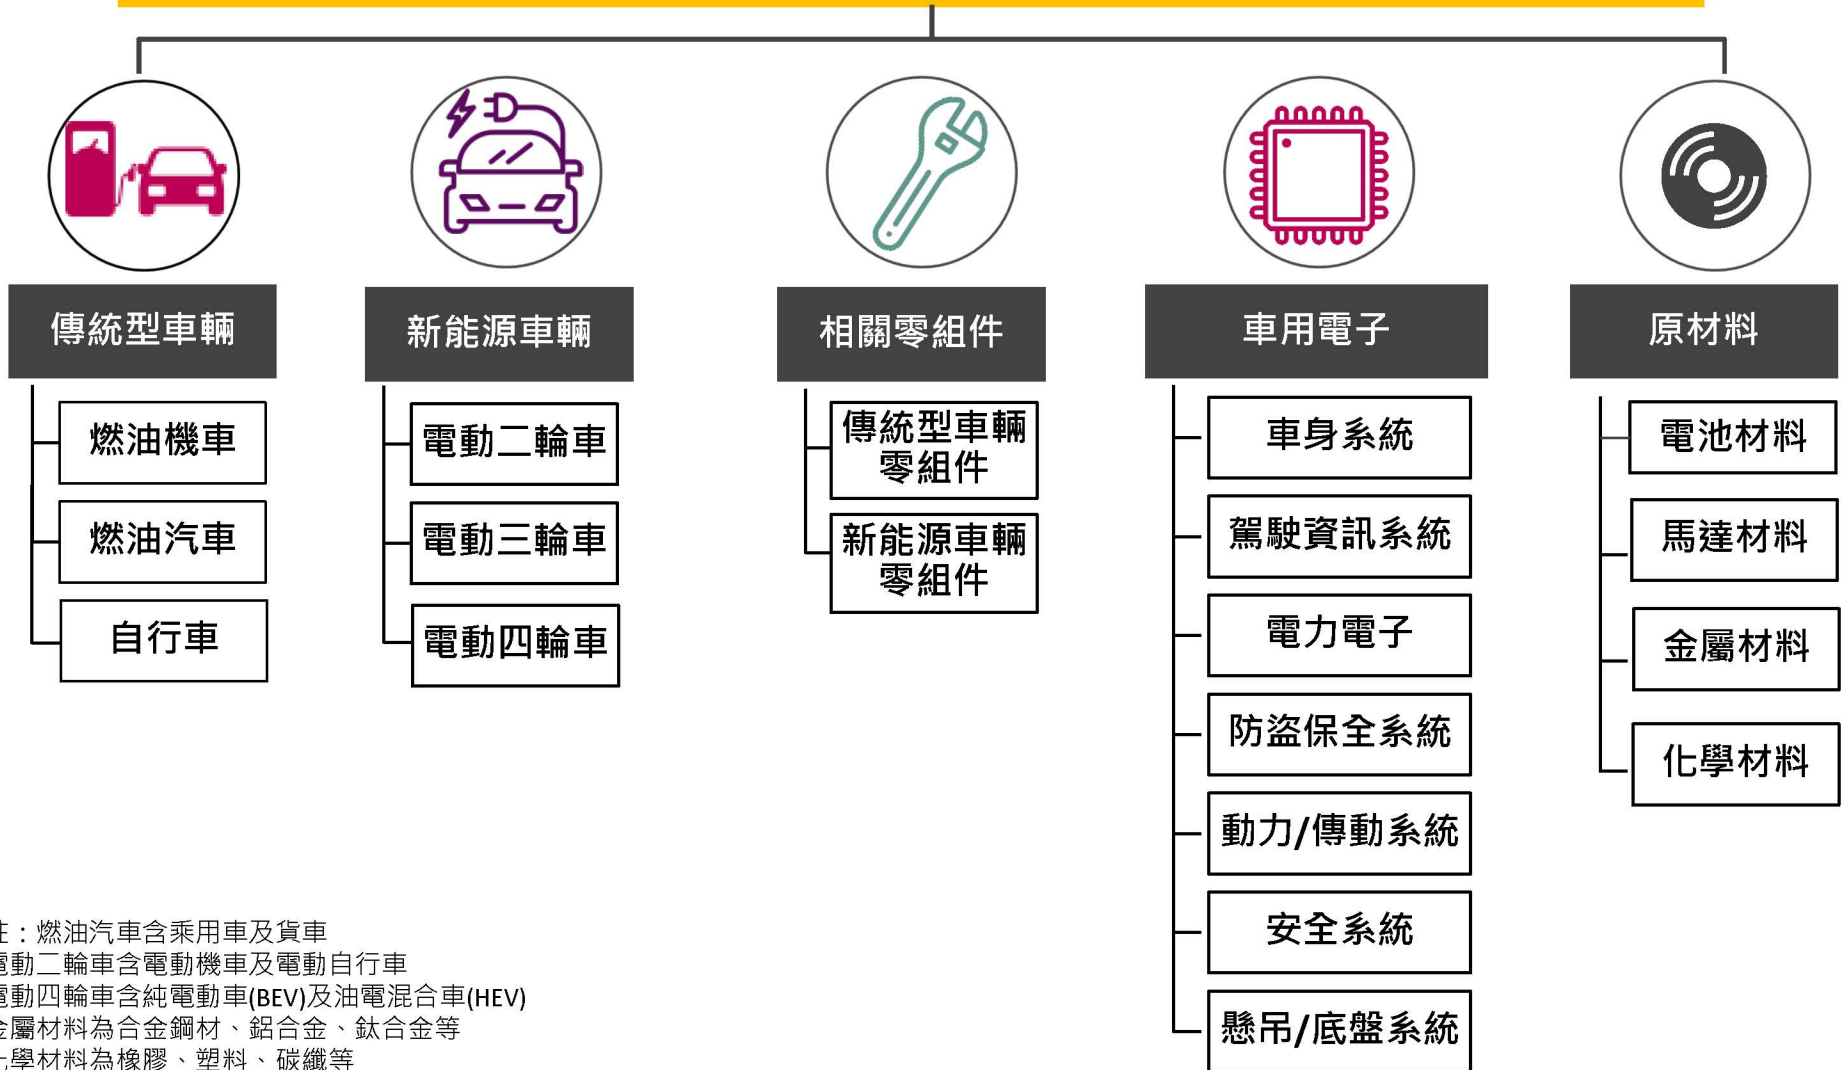 傳統型車輛
燃油機車
燃油汽車
自行車
新能源車輛
電動二輪車
電動三輪車
電動四輪車
相關零組件
傳統型車輛
零組件
新能源車輛
零組件
車用電子
車身系統
駕駛資訊系統
電力電子
防盜保全系統
動力/傳動系統
安全系統
懸吊/底盤系統
原材料
電池材料
馬達材料
金屬材料
化學材料
註：燃油汽車含乘用車及貨車
電動二輪車含電動機車及電動自行車
電動四輪車含純電動車(BEV)及油電混合車(HEV)
金屬材料為合金鋼材、鋁合金、鈦合金等
化學材料為橡膠、塑料、碳纖等